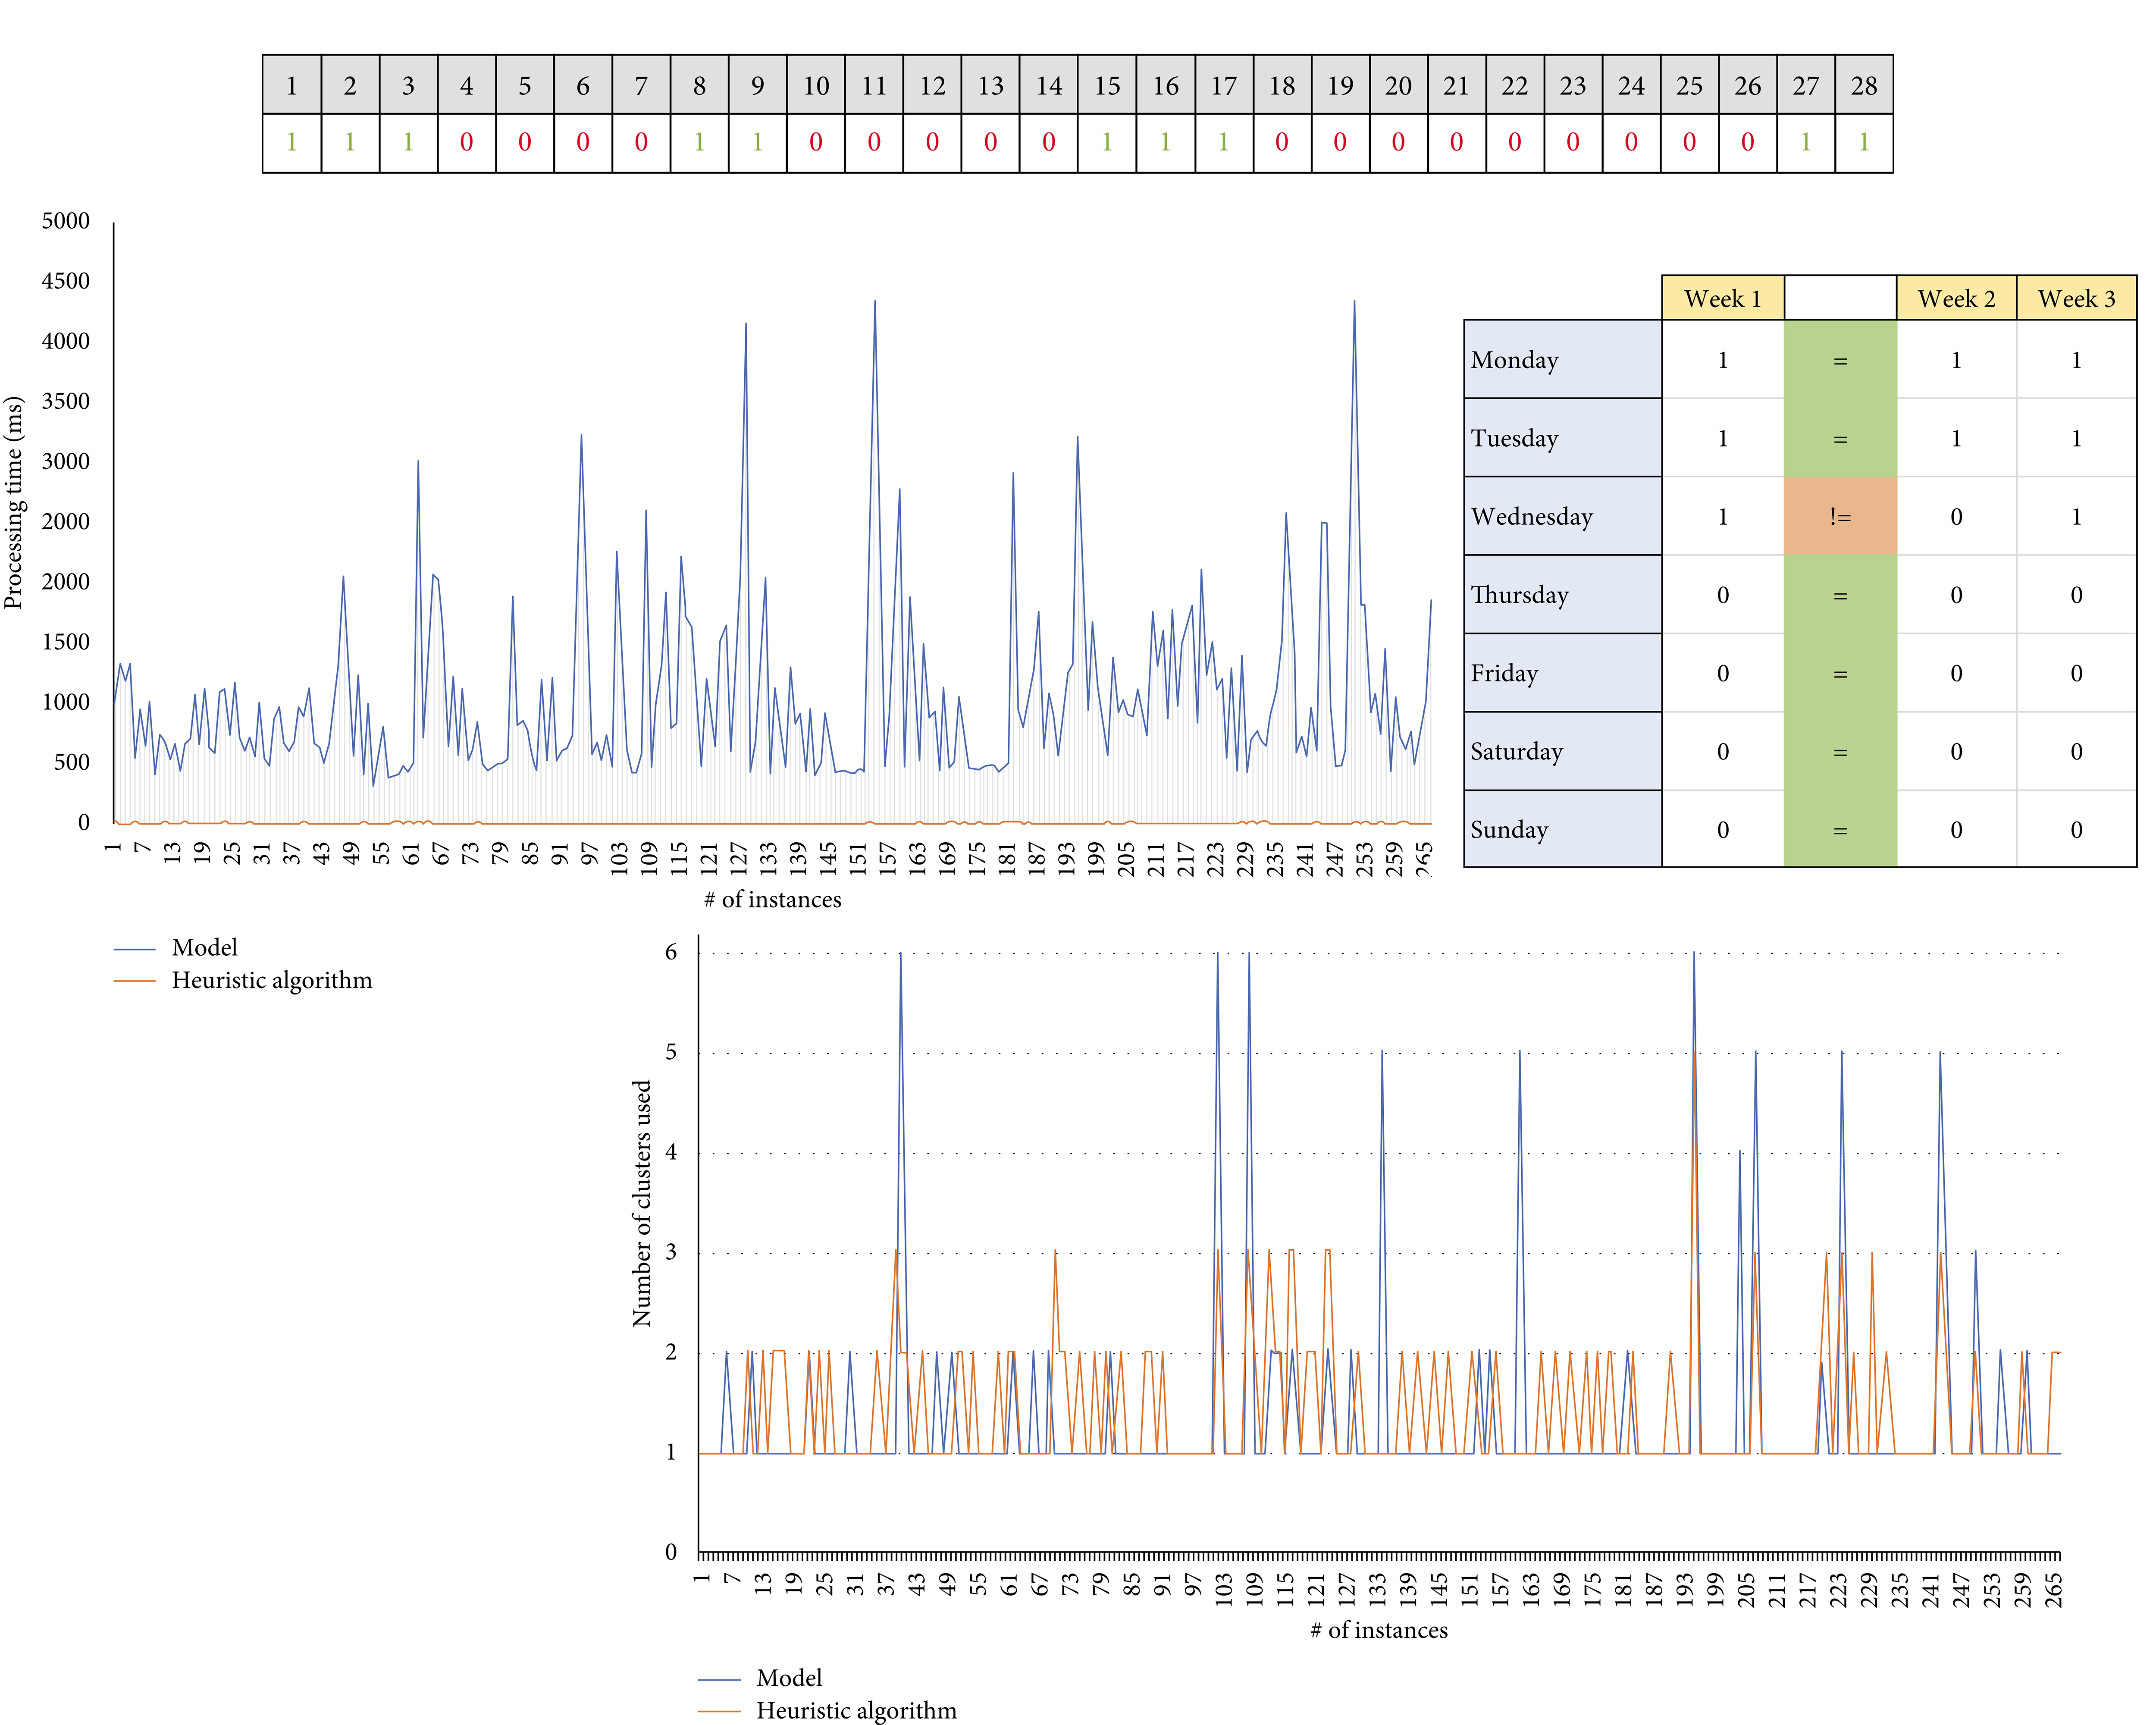 1 2 3 4 5 6 7 8 9 10 11 12 13 14 15 16 17 18 19 20 21 22 23 24 25 26 27 28
1 1 1 0 0 0 0 1 1 0 0 0 0 0 1 1 1 0 0 0 0 0 0 0 0 0 1 1
Processing time (ms)
5000
4500
4000
3500
3000
2500
2000
1500
1000
500
0
1 7 13 19 25 31 37 43 49 55 61 67 73 79 85 91 97 103 109 115 121 127 133 139 145 151 157 163 169 175 181 187 193 199 205 211 217 223 229 235 241 247 253 259 265
# of instances
Model
Heuristic algorithm
Week 1 Week 2 Week 3
Monday 1 = 1 1
Tuesday 1 = 1 1
Wednesday 1 != 0 1
Thursday 0 = 0 0
Friday 0 = 0 0
Saturday 0 = 0 0
Sunday 0 = 0 0
Number of clusters used
6
5
4
3
2
1
0
1 7 13 19 25 31 37 43 49 55 61 67 73 79 85 91 97 103 109 115 121 127 133 139 145 151 157 163 169 175 181 187 193 199 205 211 217 223 229 235 241 247 253 259 265
# of instances
Model
Heuristic algorithm